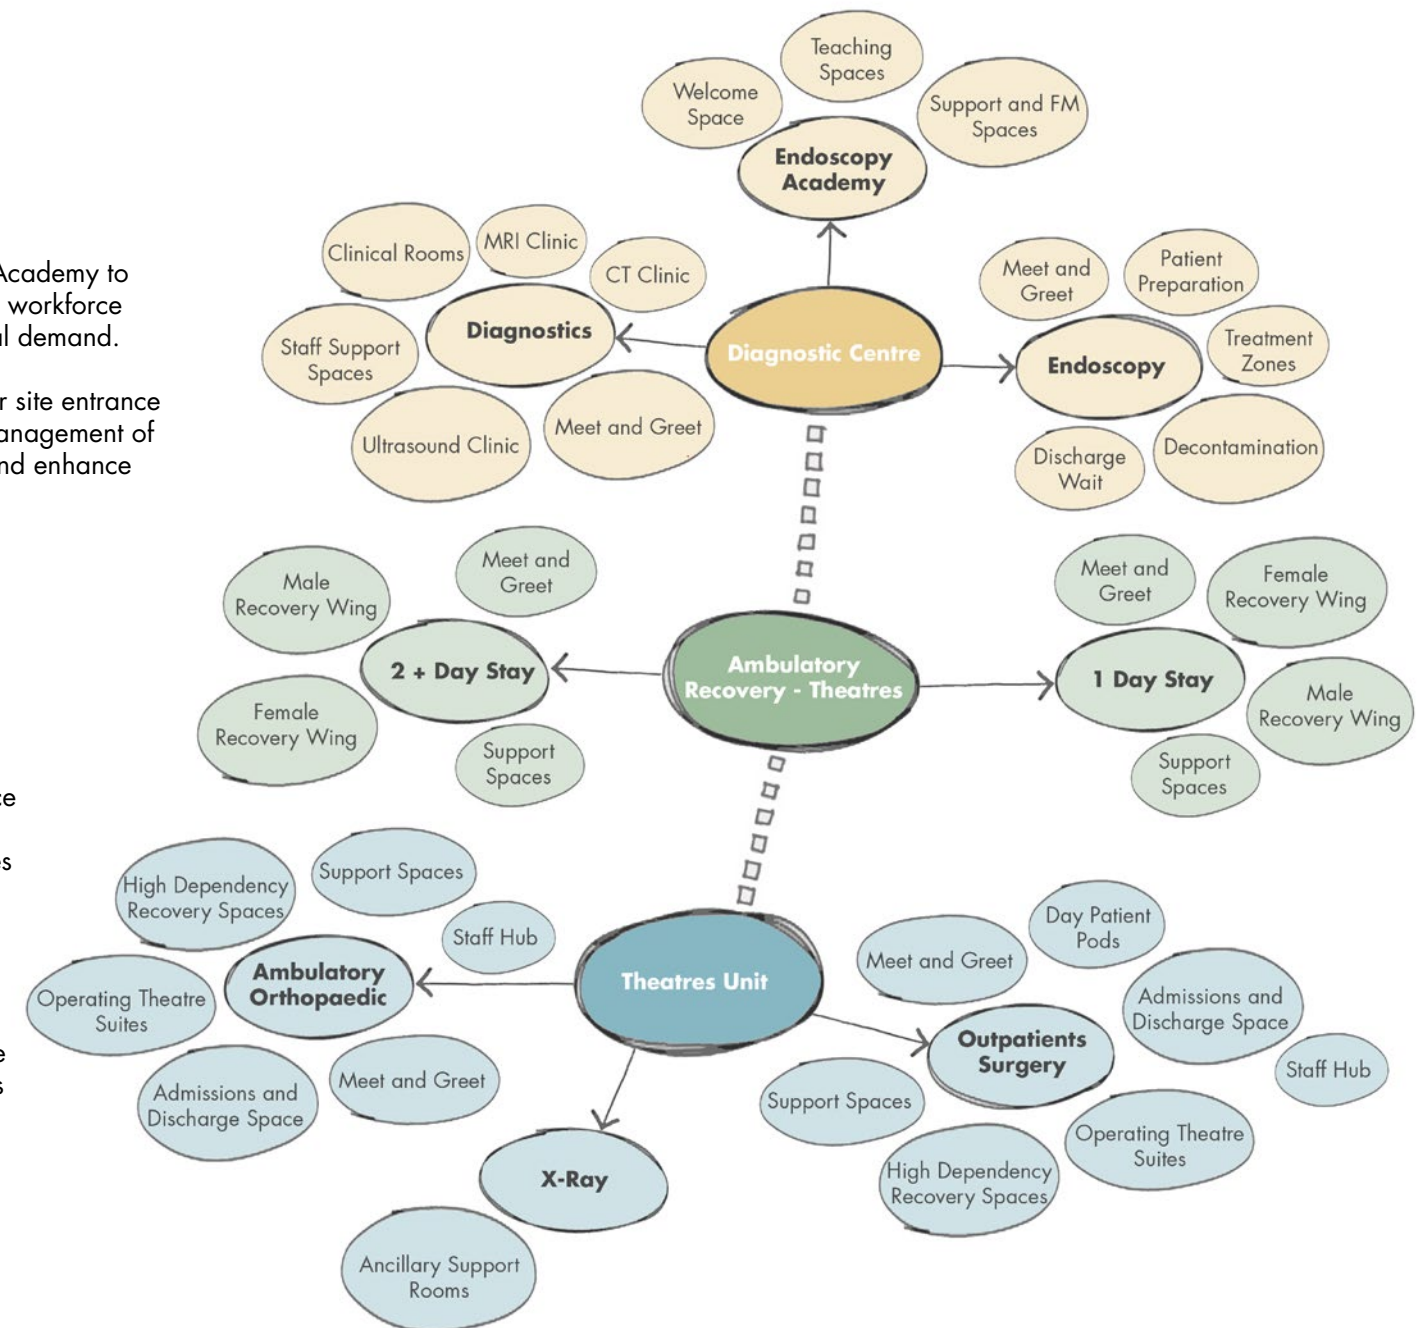 Academy to
workforce
l demand.
r site entrance
anagement of
nd enhance
ce
es
e
s
Teaching
Spaces
Welcome
Space
Support and FM
Spaces
Endoscopy
Academy
Clinical Rooms
MRI Clinic
CT Clinic
Diagnostics
Staff Support
Spaces
Ultrasound Clinic
Meet and Greet
Diagnostic Centre
Meet and
Greet
Patient
Preparation
Treatment
Zones
Endoscopy
Discharge
Wait
Decontamination
Male
Recovery Wing
Meet and
Greet
2 + Day Stay
Female
Recovery Wing
Support
Spaces
Ambulatory
Recovery - Theatres
Meet and
Greet
Female
Recovery Wing
1 Day Stay
Male
Recovery Wing
Support
Spaces
High Dependency
Recovery Spaces
Support Spaces
Staff Hub
Ambulatory
Orthopaedic
Operating Theatre
Suites
Admissions and
Discharge Space
Meet and Greet
Theatres Unit
X-Ray
Ancillary Support
Rooms
Meet and Greet
Day Patient
Pods
Admissions and
Discharge Space
Outpatients
Surgery
Staff Hub
Support Spaces
Operating Theatre
Suites
High Dependency
Recovery Spaces